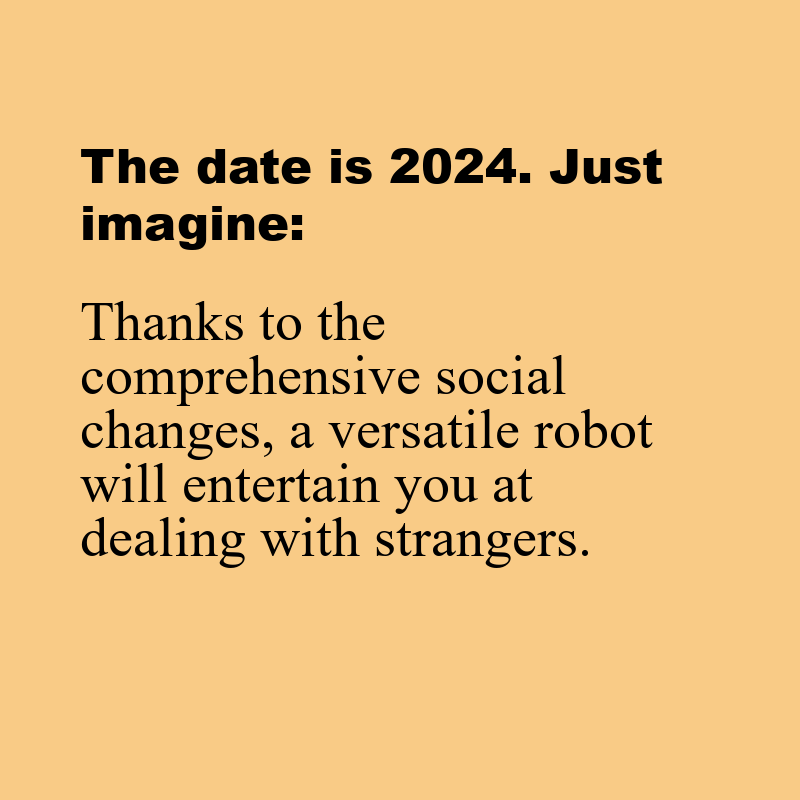 The date is 2024. Just
imagine:
Thanks to the
comprehensive social
changes, a versatile robot
will entertain you at
dealing with strangers.